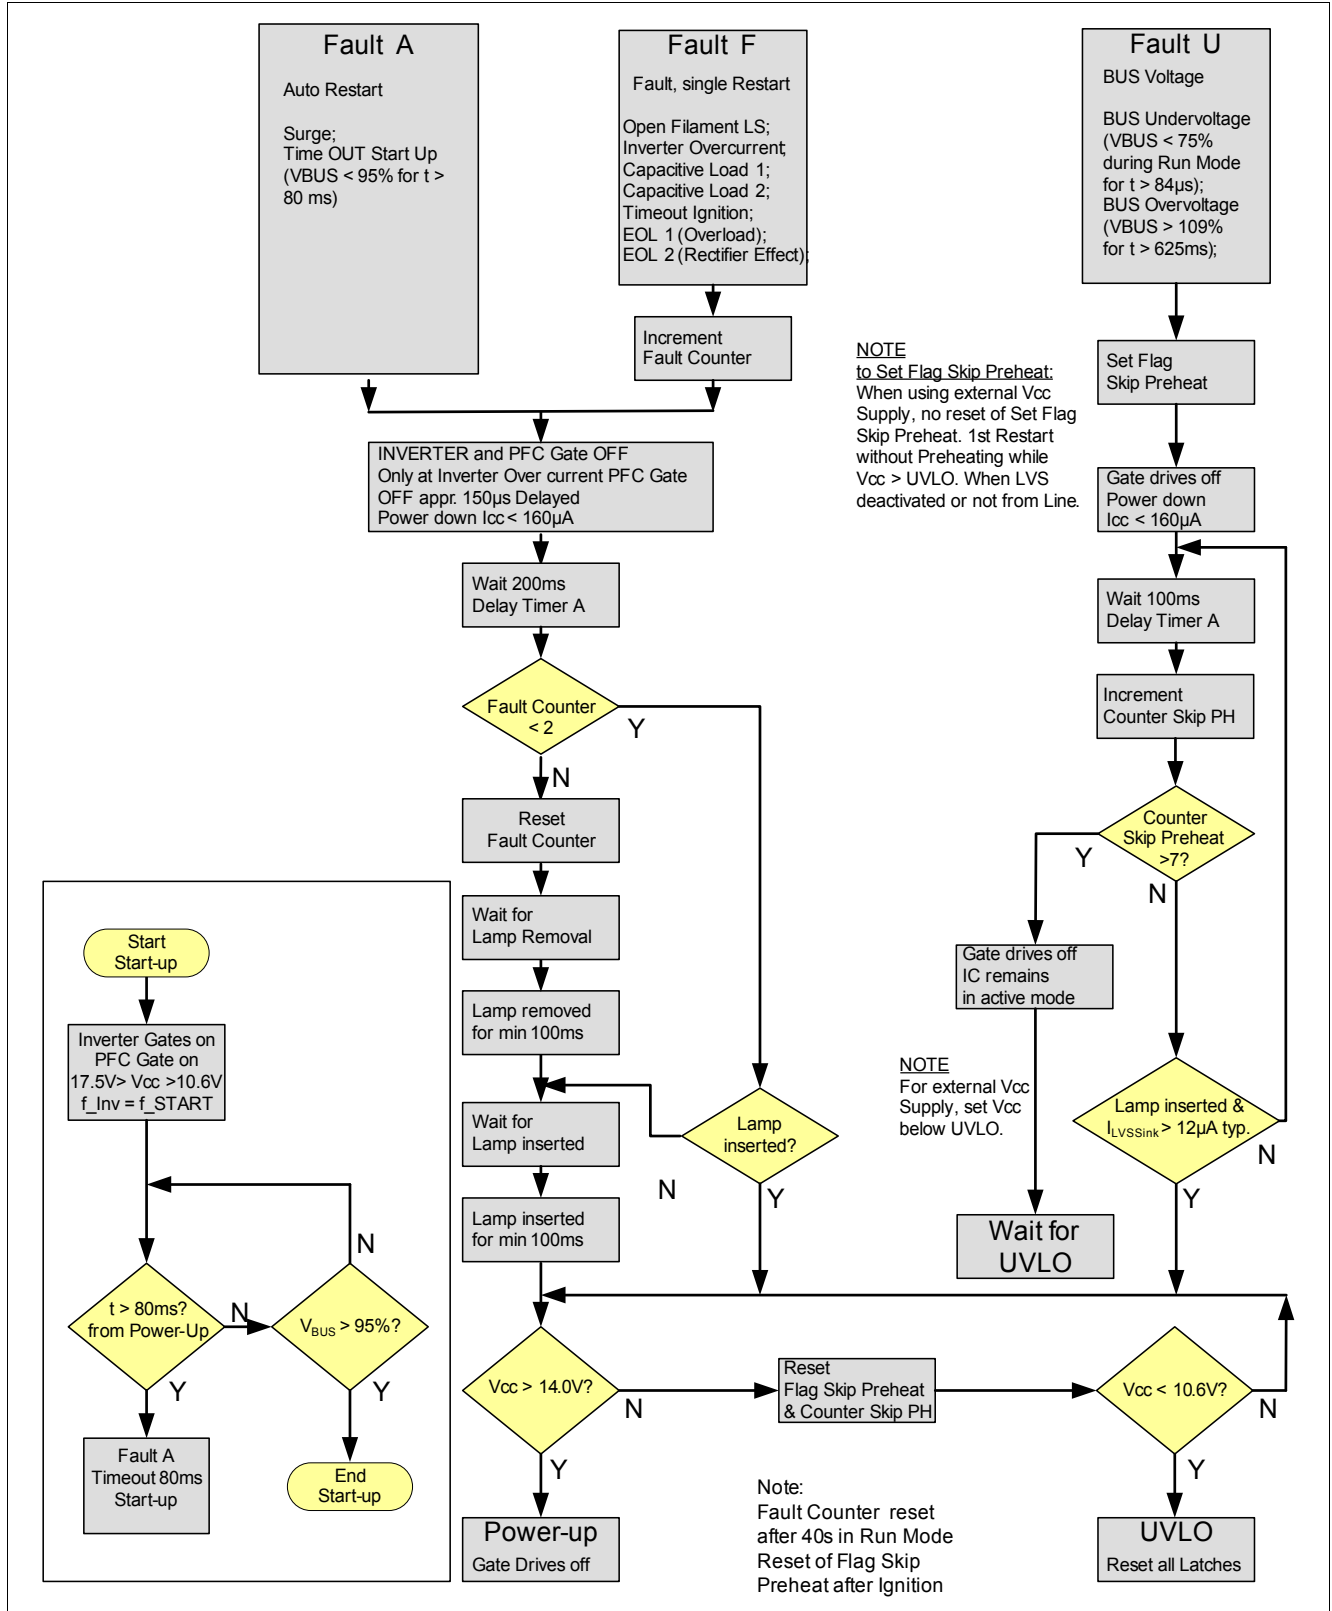 Fault A
Auto Restart
Surge;
Time OUT Start Up
(VBUS < 95% for t >
80 ms)
Fault F
Fault, single Restart
Open Filament LS;
Inverter Overcurrent;
Capacitive Load 1;
Capacitive Load 2;
Timeout Ignition;
EOL 1 (Overload);
EOL 2 (Rectifier Effect);
Increment
Fault Counter
Fault U
BUS Voltage
BUS Undervoltage
(VBUS < 75%
during Run Mode
for t > 84µs);
BUS Overvoltage
(VBUS > 109%
for t > 625ms);
NOTE
to Set Flag Skip Preheat:
When using external Vcc
Supply, no reset of Set Flag
Skip Preheat. 1st Restart
without Preheating while
Vcc > UVLO. When LVS
deactivated or not from Line.
Set Flag
Skip Preheat
Gate drives off
Power down
Icc < 160µA
INVERTER and PFC Gate OFF
Only at Inverter Over current PFC Gate
OFF appr. 150µs Delayed
Power down Icc < 160µA
Wait 200ms
Delay Timer A
Fault Counter
< 2
Y
N
Reset
Fault Counter
Wait for
Lamp Removal
Lamp removed
for min 100ms
Wait for
Lamp inserted
Lamp inserted
for min 100ms
Lamp
inserted?
N
Y
Wait 100ms
Delay Timer A
Increment
Counter Skip PH
Counter
Skip Preheat
>7?
Y
N
Gate drives off
IC remains
in active mode
NOTE
For external Vcc
Supply, set Vcc
below UVLO.
Lamp inserted &
ILVSSink > 12µA typ.
N
Y
Wait for
UVLO
Start
Start-up
Inverter Gates on
PFC Gate on
17.5V> Vcc >10.6V
f_Inv = f_START
t > 80ms?
from Power-Up
N
Y
VBUS > 95%?
N
Y
Fault A
Timeout 80ms
Start-up
End
Start-up
Vcc > 14.0V?
N
Y
Reset
Flag Skip Preheat
& Counter Skip PH
Vcc < 10.6V?
N
Y
Power-up
Gate Drives off
Note:
Fault Counter reset
after 40s in Run Mode
Reset of Flag Skip
Preheat after Ignition
UVLO
Reset all Latches